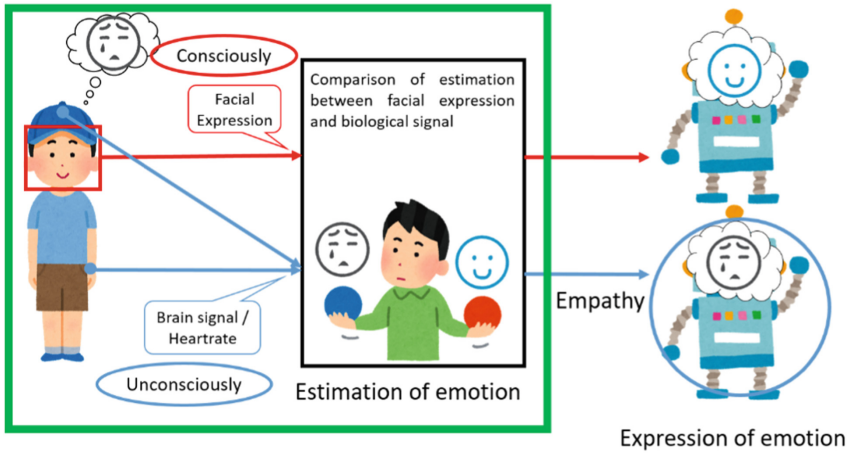 Consciously
Facial
Expression
Comparison of estimation
between facial expression
and biological signal
Brain signal /
Heartrate
Unconsciously
Estimation of emotion
Empathy
Expression of emotion